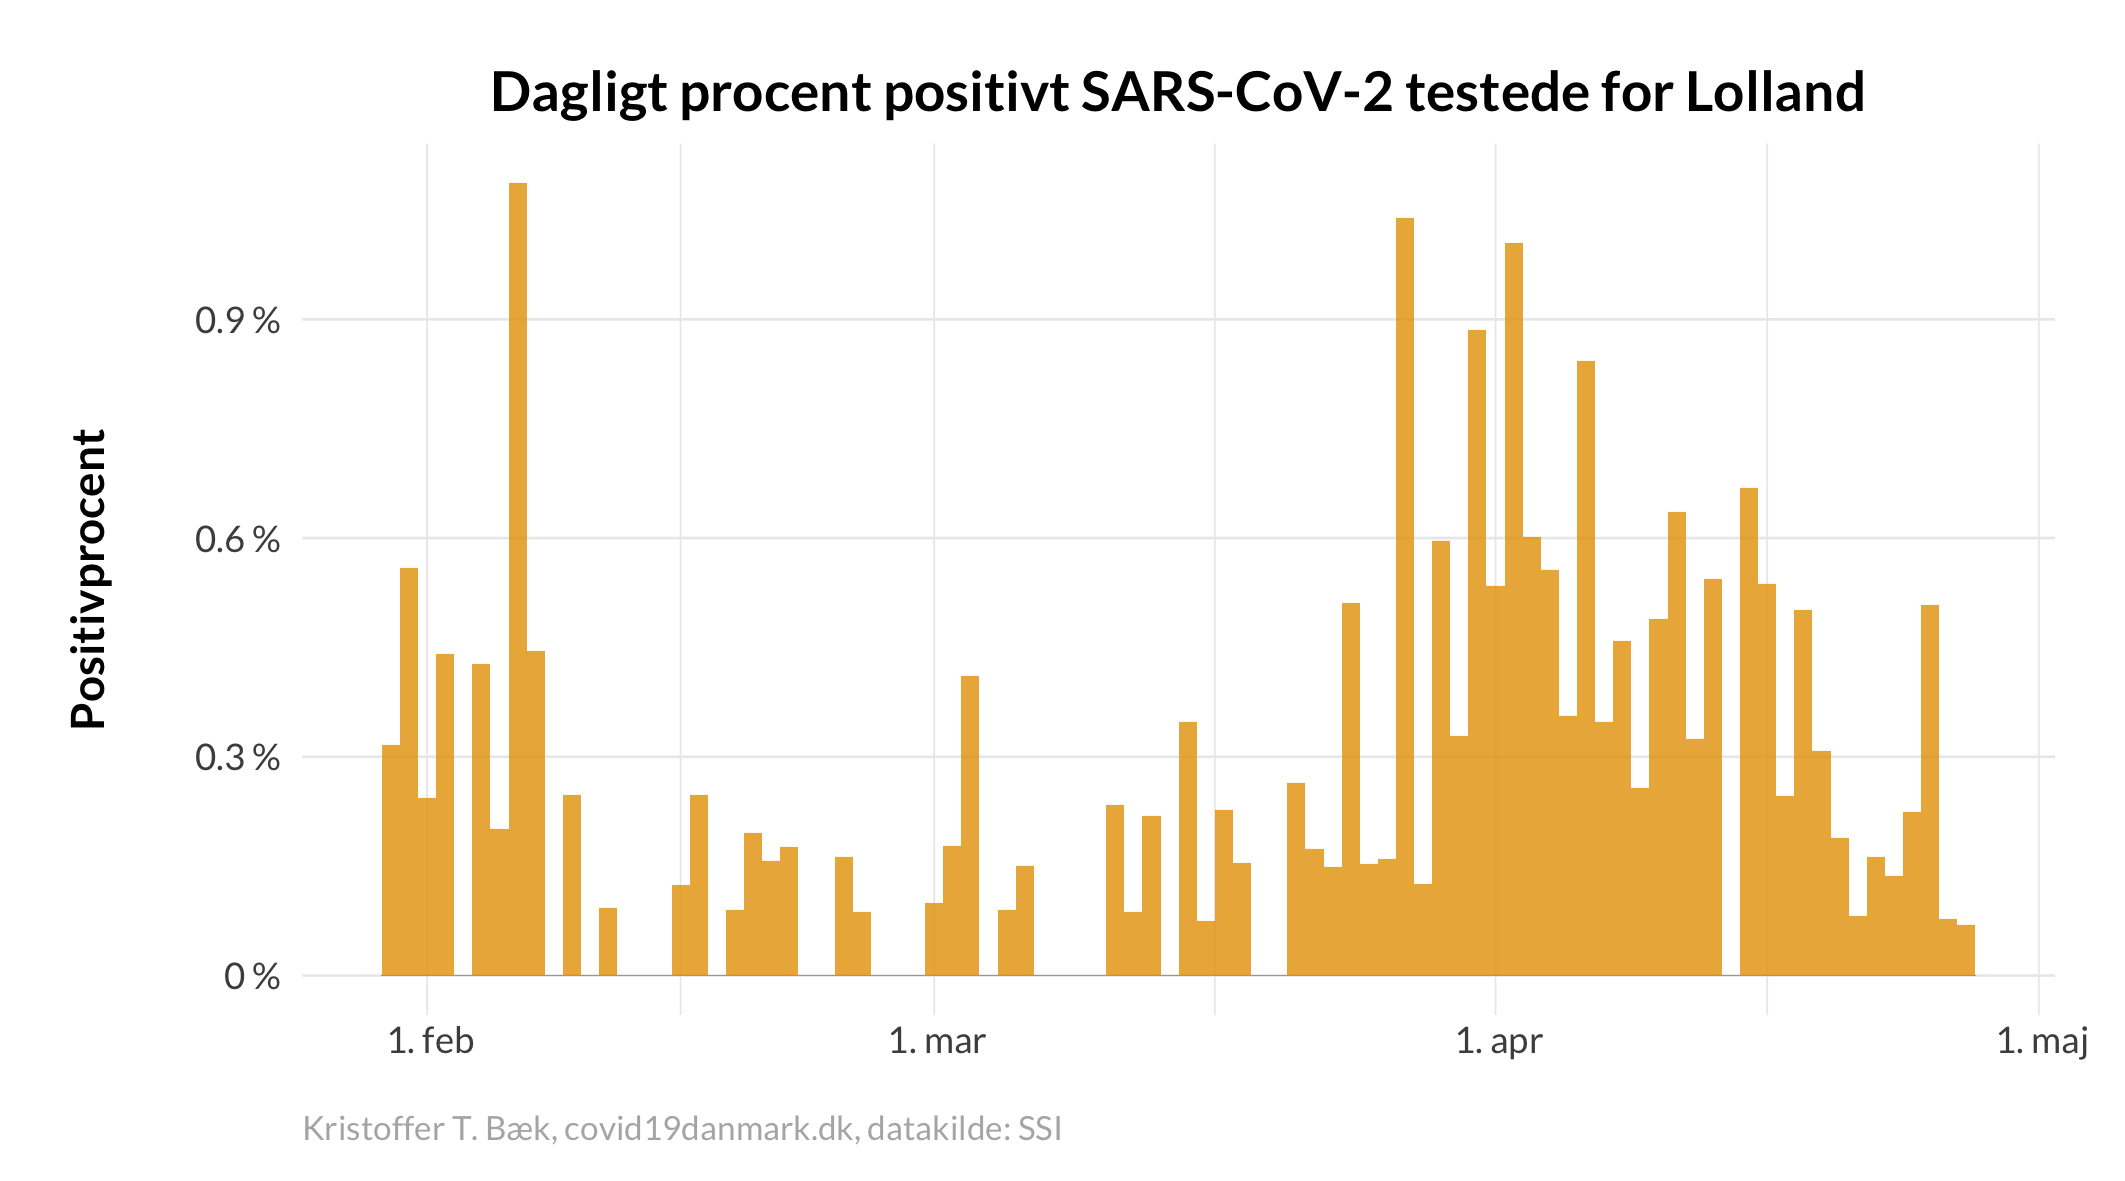 Dagligt procent positivt SARS-CoV-2 testede for Lolland
Positivprocent
0.9 %
0.6 %
0.3 %
0 %
1. feb
1. mar
1. apr
1. maj
Kristoffer T. Bæk, covid19danmark.dk, datakilde: SSI